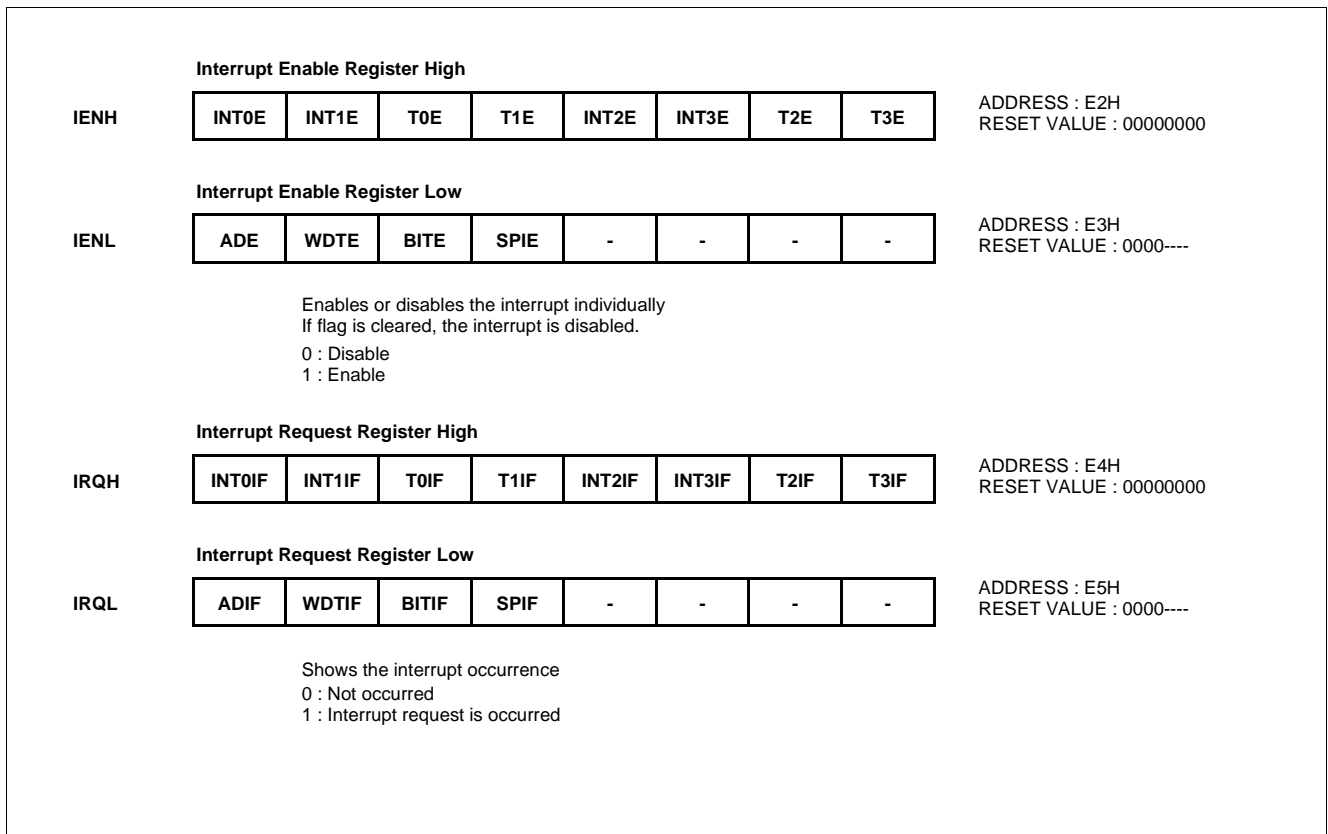 Interrupt Enable Register High
IENH INT0E INT1E T0E T1E INT2E INT3E T2E T3E ADDRESS : E2H
RESET VALUE : 00000000
Interrupt Enable Register Low
IENL ADE WDTE BITE SPIE - - - - ADDRESS : E3H
RESET VALUE : 0000----
Enables or disables the interrupt individually
If flag is cleared, the interrupt is disabled.
0 : Disable
1 : Enable
Interrupt Request Register High
IRQH INT0IF INT1IF T0IF T1IF INT2IF INT3IF T2IF T3IF ADDRESS : E4H
RESET VALUE : 00000000
Interrupt Request Register Low
IRQL ADIF WDTIF BITIF SPIF - - - - ADDRESS : E5H
RESET VALUE : 0000----
Shows the interrupt occurrence
0 : Not occurred
1 : Interrupt request is occurred